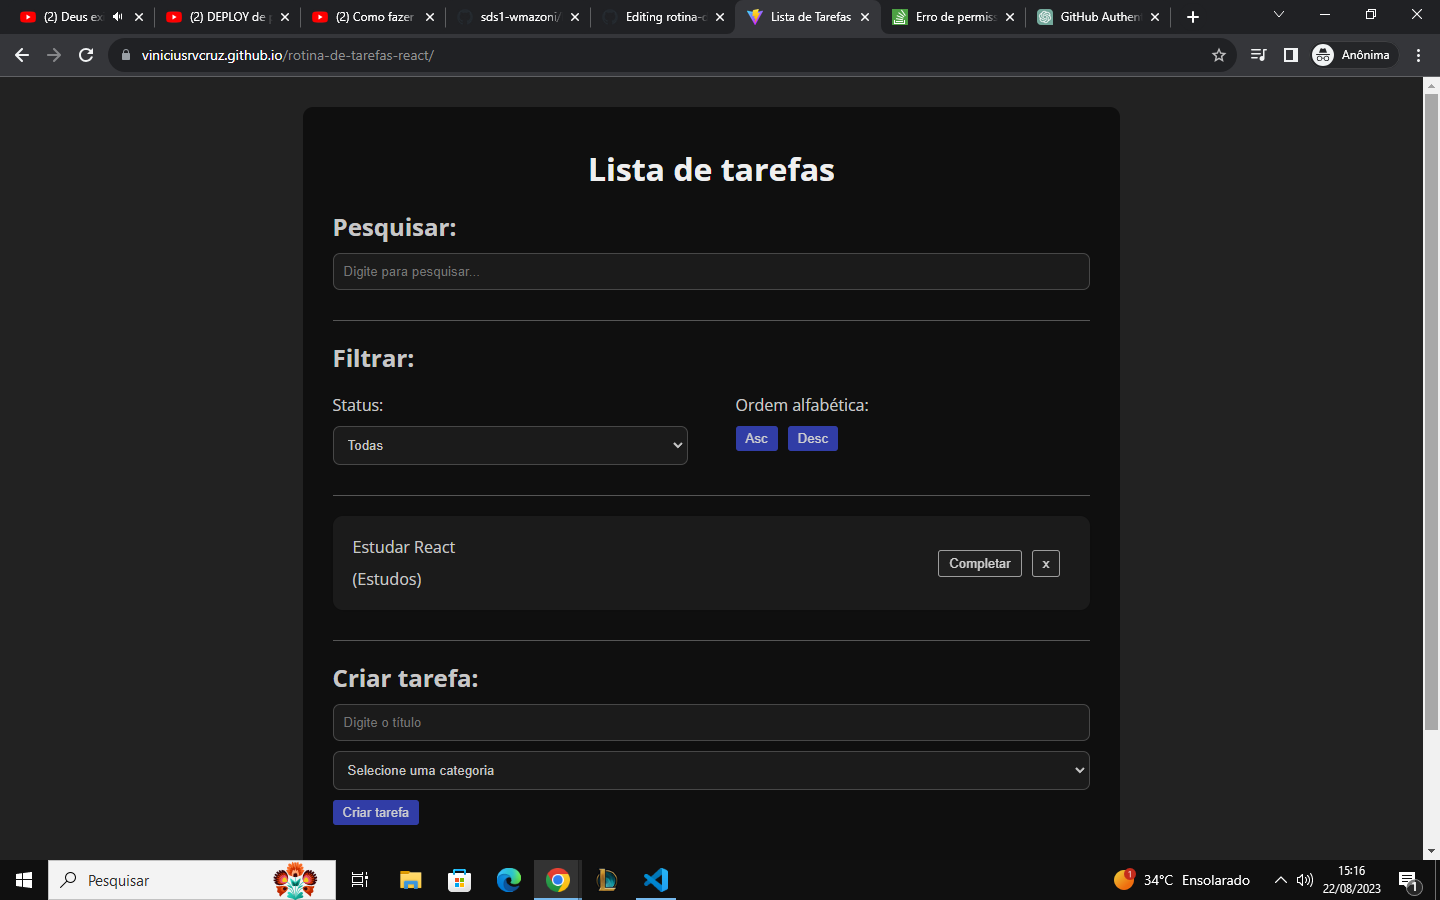 (2) Deus ex
(2) DEPLOY de p
(2) Como fazer
sds1-wmazoni/
Editing rotina-d
Lista de Tarefas
Erro de permiss
GitHub Authent
viniciusrvcruz.github.io/rotina-de-tarefas-react/
Anônima
Lista de tarefas
Pesquisar:
Digite para pesquisar...
Filtrar:
Status:
Ordem alfabética:
Todas
Asc
Desc
Estudar React
(Estudos)
Completar
x
Criar tarefa:
Digite o título
Selecione uma categoria
Criar tarefa
Pesquisar
1
34°C Ensolarado
15:16
22/08/2023
1